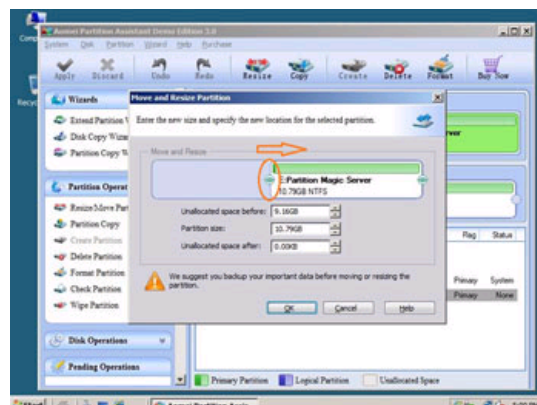 Aomei Partition Assistant Demo Edition 3.0
System Disk Partition Wizard Help Purchase
Apply Discard Undo Redo Resize Copy Create Delete Format Buy Now
Wizards
Extend Partition
Disk Copy Wiza
Partition Copy W
Partition Operat
Resize/Move Part
Partition Copy
Create Partition
Delete Partition
Format Partition
Check Partition
Wipe Partition
Disk Operations
Pending Operations
Move and Resize Partition
Enter the new size and specify the new location for the selected partition.
Move and Resize
E:Partition Magic Server
10.79GB NTFS
Unallocated space before: 9.16GB
Partition size: 10.79GB
Unallocated space after: 0.00KB
We suggest you backup your important data before moving or resizing the
partition.
OK Cancel Help
rver
Flag Status
Primary System
Primary None
Primary Partition Logical Partition Unallocated Space